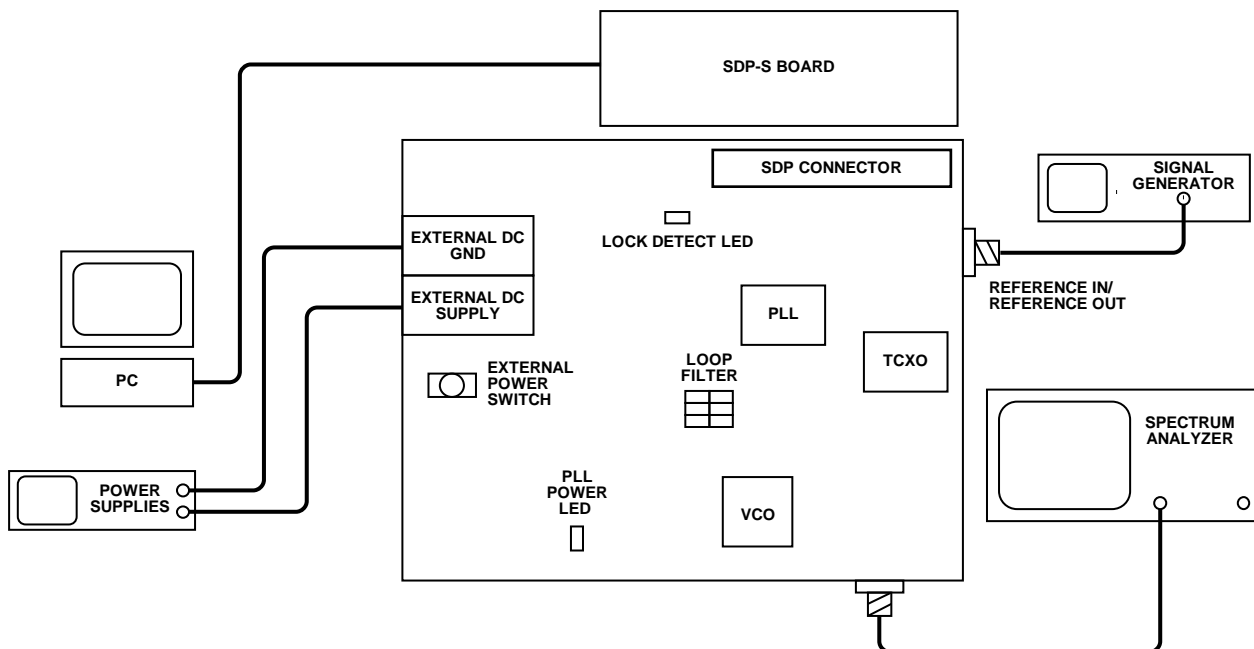 SDP-S BOARD
SDP CONNECTOR
SIGNAL
GENERATOR
EXTERNAL DC
GND
LOCK DETECT LED
EXTERNAL DC
SUPPLY
REFERENCE IN/
REFERENCE OUT
PLL
TCXO
LOOP
FILTER
PC
EXTERNAL
POWER
SWITCH
SPECTRUM
ANALYZER
POWER
SUPPLIES
PLL
POWER
LED
VCO